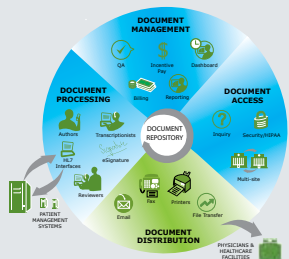 DOCUMENT
MANAGEMENT
QA
Incentive
Pay
Dashboard
Billing
Reporting
DOCUMENT
PROCESSING
Authors
Transcriptionists
HL7
Interfaces
eSignature
Reviewers
DOCUMENT
REPOSITORY
DOCUMENT
ACCESS
Inquiry
Security/HIPAA
Multi-site
Email
Fax
Printers
File Transfer
DOCUMENT
DISTRIBUTION
PATIENT
MANAGEMENT
SYSTEMS
PHYSICIANS &
HEALTHCARE
FACILITIES